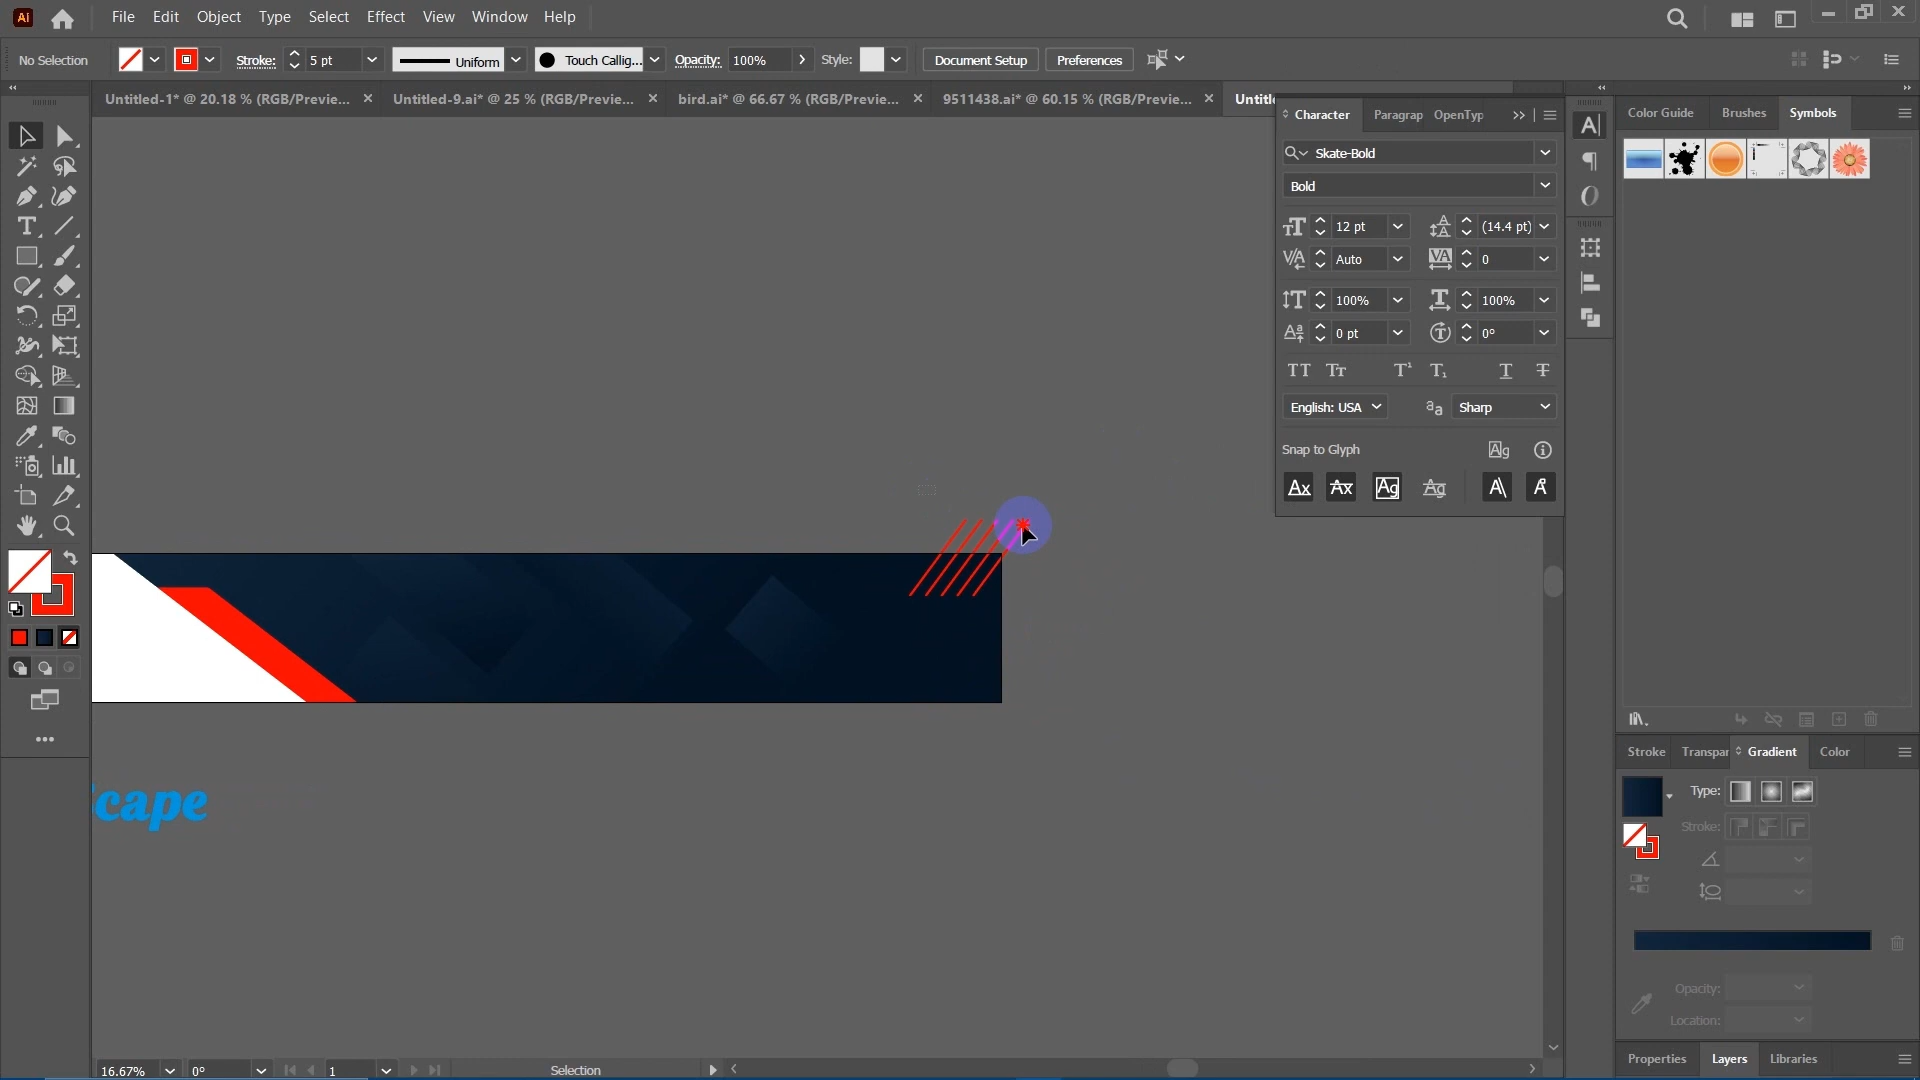 Ai File Edit Object Type Select Effect View Window Help
No Selection Stroke: 5 pt Uniform Touch Callig... Opacity: 100% Style: Document Setup Preferences
Untitled-1* @ 20.18 % (RGB/Previe... Untitled-9.ai* @ 25 % (RGB/Previe... bird.ai* @ 66.67 % (RGB/Previe... 9511438.ai* @ 60.15 % (RGB/Previe... Untitl
Character Paragrap OpenTyp
Color Guide Brushes Symbols
Skate-Bold
Bold
12 pt (14.4 pt)
Auto 0
100% 100%
0 pt 0°
English: USA Sharp
Snap to Glyph
Stroke Transpar Gradient Color
Type:
Stroke:
cape
Opacity:
Location:
Properties Layers Libraries
16.67% 0° 1 Selection